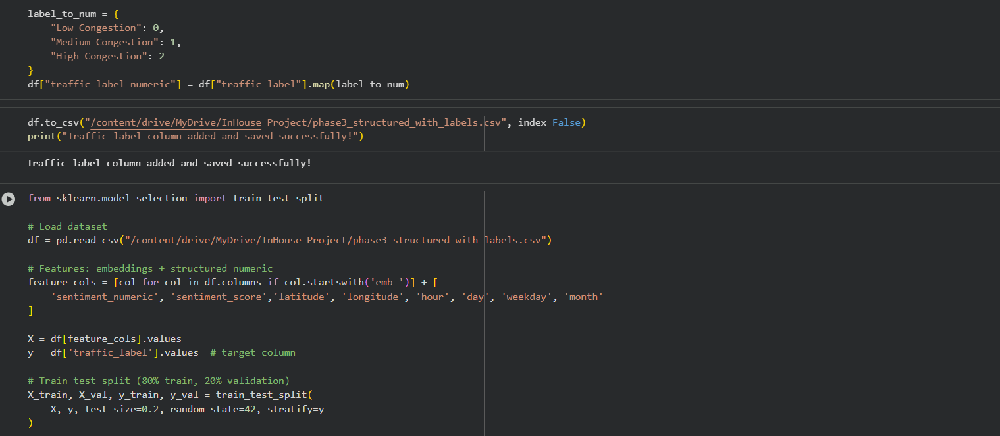 label_to_num = {
    "Low Congestion": 0,
    "Medium Congestion": 1,
    "High Congestion": 2
}
df["traffic_label_numeric"] = df["traffic_label"].map(label_to_num)
df.to_csv("/content/drive/MyDrive/InHouse Project/phase3_structured_with_labels.csv", index=False)
print("Traffic label column added and saved successfully!")
Traffic label column added and saved successfully!
from sklearn.model_selection import train_test_split
# Load dataset
df = pd.read_csv("/content/drive/MyDrive/InHouse Project/phase3_structured_with_labels.csv")
# Features: embeddings + structured numeric
feature_cols = [col for col in df.columns if col.startswith('emb_')] + [
    'sentiment_numeric', 'sentiment_score','latitude', 'longitude', 'hour', 'day', 'weekday', 'month'
]
X = df[feature_cols].values
y = df['traffic_label'].values  # target column
# Train-test split (80% train, 20% validation)
X_train, X_val, y_train, y_val = train_test_split(
    X, y, test_size=0.2, random_state=42, stratify=y
)